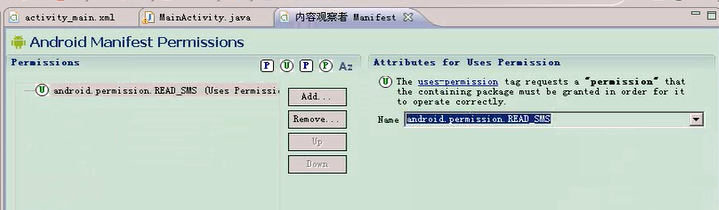 activity_main.xml
MainActivity.java
内容观察者 Manifest
Android Manifest Permissions
Permissions
P U P P Az
U android.permission.READ_SMS (Uses Permissio
Add...
Remove...
Up
Down
Attributes for Uses Permission
U The uses-permission tag requests a "permission" that
the containing package must be granted in order for it
to operate correctly.
Name android.permission.READ_SMS